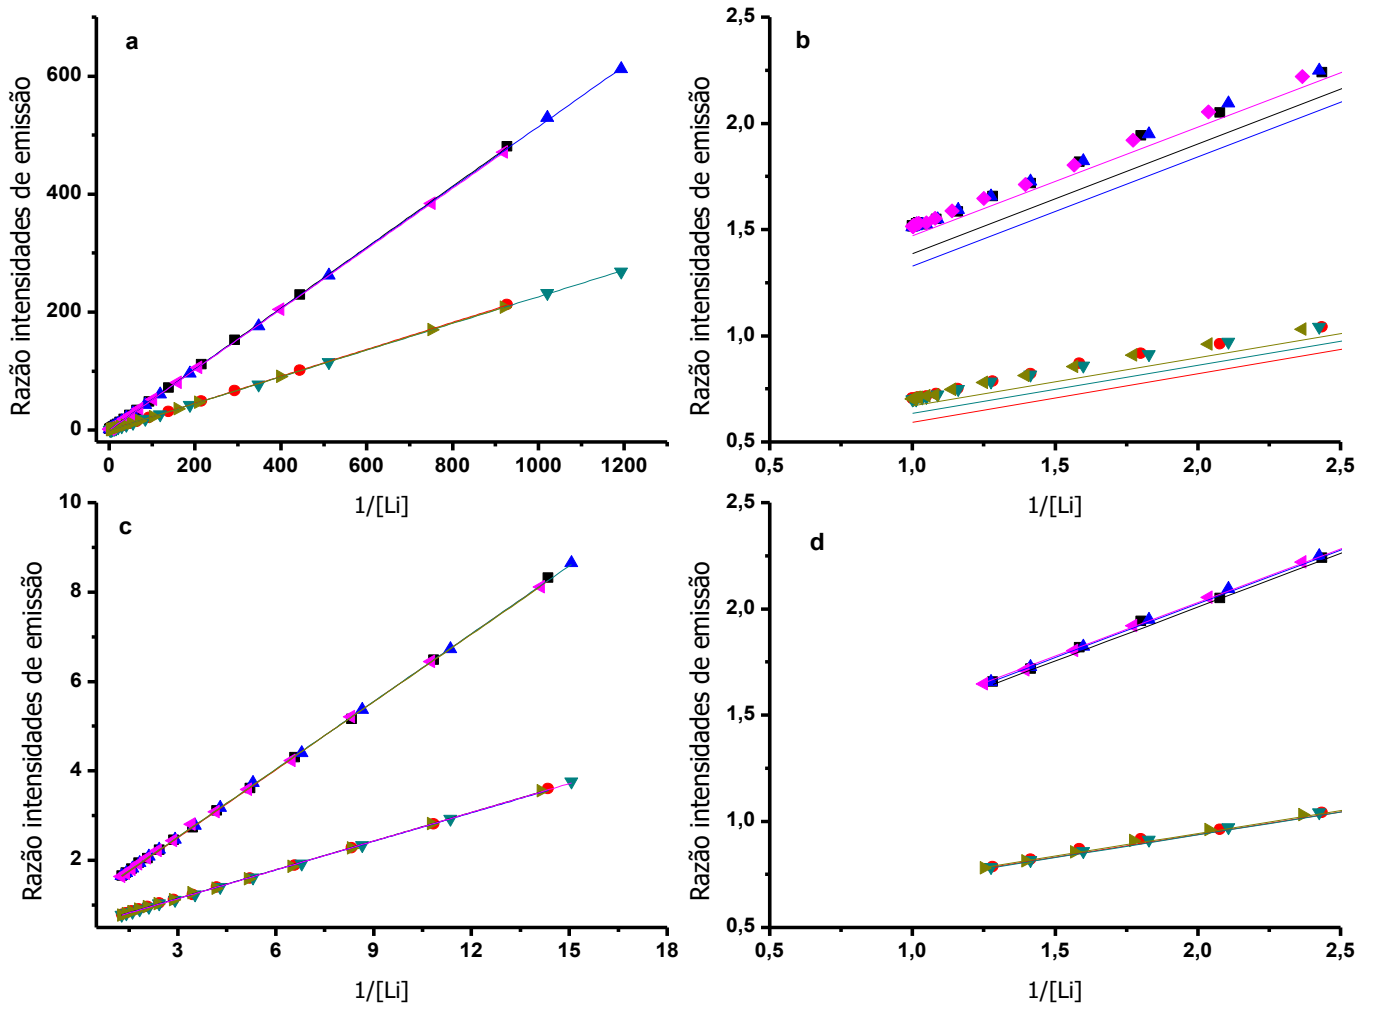 a
Razão intensidades de emissão
600
400
200
0
0 200 400 600 800 1000 1200
1/[Li]
b
Razão intensidades de emissão
2,5
2,0
1,5
1,0
0,5
0,5 1,0 1,5 2,0 2,5
1/[Li]
c
Razão intensidades de emissão
10
8
6
4
2
3 6 9 12 15 18
1/[Li]
d
Razão intensidades de emissão
2,5
2,0
1,5
1,0
0,5
0,5 1,0 1,5 2,0 2,5
1/[Li]